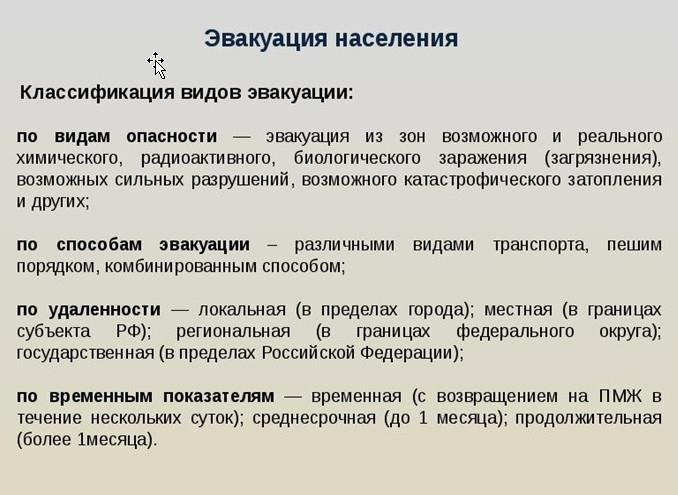 Эвакуация населения
Классификация видов эвакуации:
по видам опасности — эвакуация из зон возможного и реального
химического, радиоактивного, биологического заражения (загрязнения),
возможных сильных разрушений, возможного катастрофического затопления
и других;
по способам эвакуации – различными видами транспорта, пешим
порядком, комбинированным способом;
по удаленности — локальная (в пределах города); местная (в границах
субъекта РФ); региональная (в границах федерального округа);
государственная (в пределах Российской Федерации);
по временным показателям — временная (с возвращением на ПМЖ в
течение нескольких суток); среднесрочная (до 1 месяца); продолжительная
(более 1месяца).